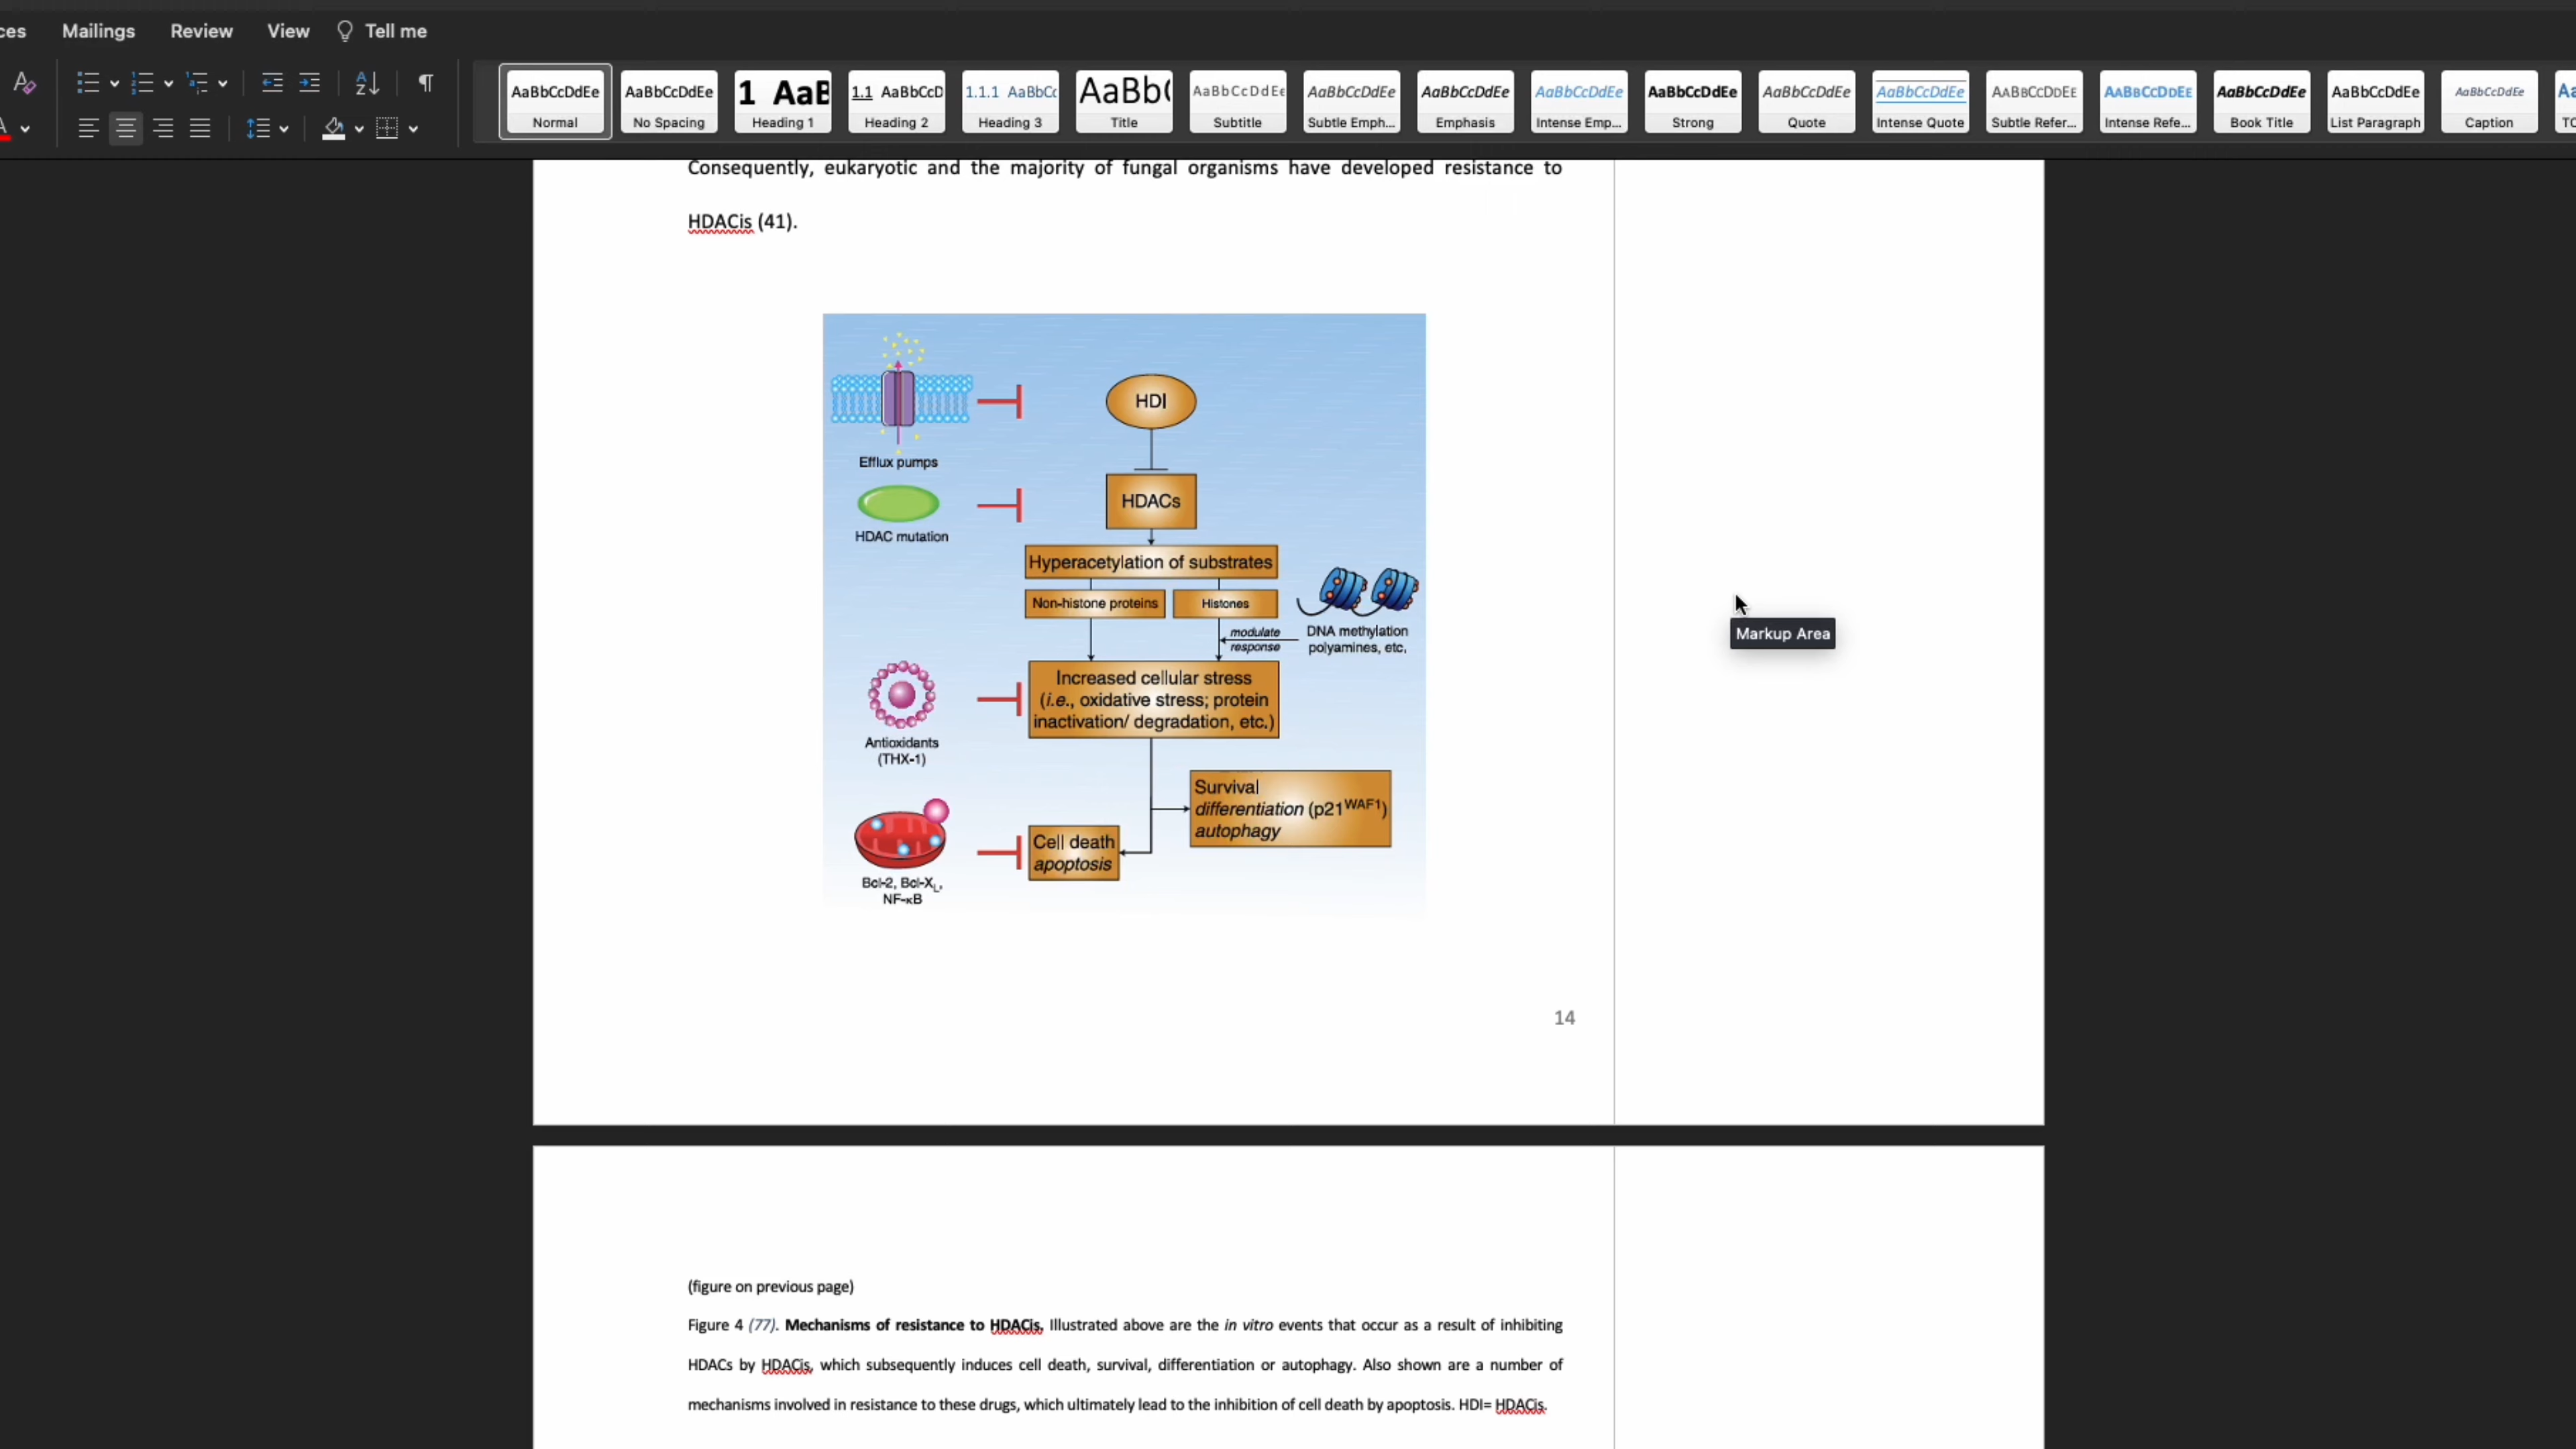 ces Mailings Review View Tell me
AaBbCcDdEe AaBbCcDdEe 1 AaB 1.1 AaBbCcD 1.1.1 AaBbCc AaBb( AaBbCcDdEe AaBbCcDdEe AaBbCcDdEe AaBbCcDdEe AaBbCcDdEe AaBbCcDdEe AaBbCcDdEe AaBbCcDdEe AaBbCcDdEe AaBbCcDdEe AaBbCcDdEe AaBbCcDdEe Aa
Normal No Spacing Heading 1 Heading 2 Heading 3 Title Subtitle Subtle Emph... Emphasis Intense Emp... Strong Quote Intense Quote Subtle Refer... Intense Refe... Book Title List Paragraph Caption TO
Consequently, eukaryotic and the majority of fungal organisms have developed resistance to
HDACis (41).
HDI
Efflux pumps
HDACs
HDAC mutation
Hyperacetylation of substrates
Non-histone proteins Histones
modulate
response
DNA methylation
polyamines, etc.
Increased cellular stress
(i.e., oxidative stress; protein
inactivation/ degradation, etc.)
Antioxidants
(THX-1)
Survival
differentiation (p21WAF1)
autophagy
Cell death
apoptosis
Bcl-2, Bcl-XL,
NF-κB
Markup Area
14
(figure on previous page)
Figure 4 (77). Mechanisms of resistance to HDACis. Illustrated above are the in vitro events that occur as a result of inhibiting
HDACs by HDACis, which subsequently induces cell death, survival, differentiation or autophagy. Also shown are a number of
mechanisms involved in resistance to these drugs, which ultimately lead to the inhibition of cell death by apoptosis. HDI= HDACis.